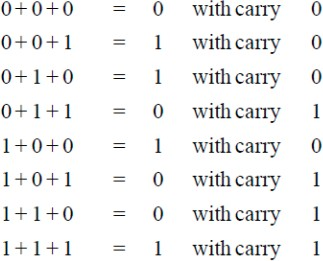 0+0+0 = 0 with carry 0
0+0+1 = 1 with carry 0
0+1+0 = 1 with carry 0
0+1+1 = 0 with carry 1
1+0+0 = 1 with carry 0
1+0+1 = 0 with carry 1
1+1+0 = 0 with carry 1
1+1+1 = 1 with carry 1